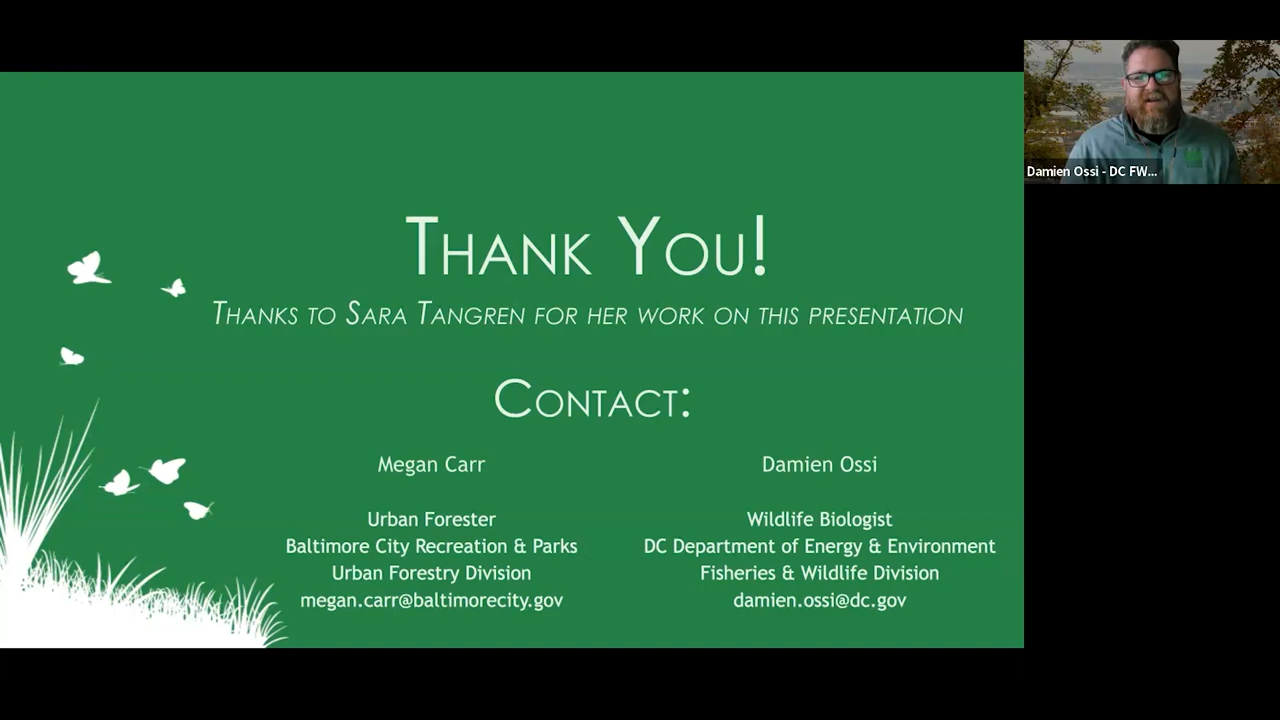 Thank You!
Thanks to Sara Tangren for her work on this presentation
Contact:
Megan Carr
Urban Forester
Baltimore City Recreation & Parks
Urban Forestry Division
megan.carr@baltimorecity.gov
Damien Ossi
Wildlife Biologist
DC Department of Energy & Environment
Fisheries & Wildlife Division
damien.ossi@dc.gov
Damien Ossi - DC FW...